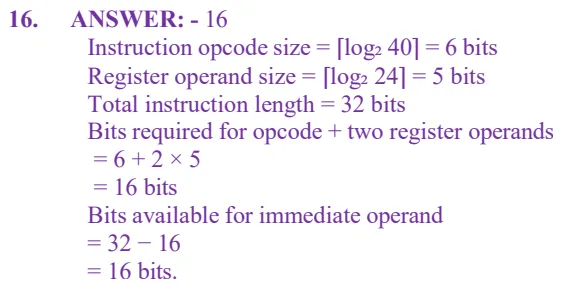 16. ANSWER: - 16
Instruction opcode size = ⌈log₂ 40⌉ = 6 bits
Register operand size = ⌈log₂ 24⌉ = 5 bits
Total instruction length = 32 bits
Bits required for opcode + two register operands
= 6 + 2 × 5
= 16 bits
Bits available for immediate operand
= 32 − 16
= 16 bits.